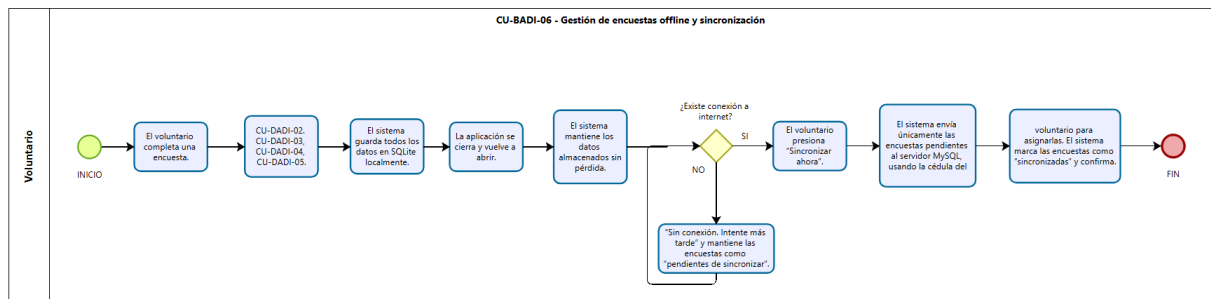 CU-BADI-06 - Gestión de encuestas offline y sincronización
Voluntario
INICIO
El voluntario
completa una
encuesta.
CU-DADI-02.
CU-DADI-03,
CU-DADI-04,
CU-DADI-05.
El sistema
guarda todos los
datos en SQLite
localmente.
La aplicación se
cierra y vuelve a
abrir.
El sistema
mantiene los
datos
almacenados sin
pérdida.
¿Existe conexión a
internet?
SI
NO
"Sin conexión. Intente más
tarde" y mantiene las
encuestas como
"pendientes de sincronizar".
El voluntario
presiona
"Sincronizar
ahora".
El sistema envía
únicamente las
encuestas pendientes
al servidor MySQL,
usando la cédula del
voluntario para
asignarlas. El sistema
marca las encuestas como
"sincronizadas" y confirma.
FIN